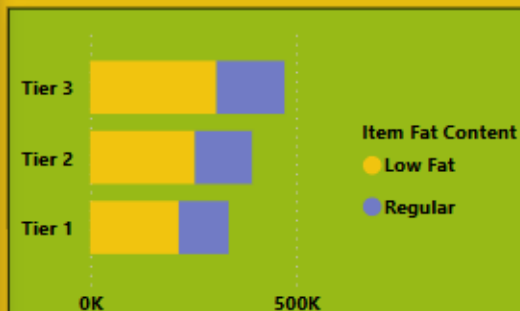 Tier 3
Tier 2
Tier 1
0K
500K
Item Fat Content
Low Fat
Regular